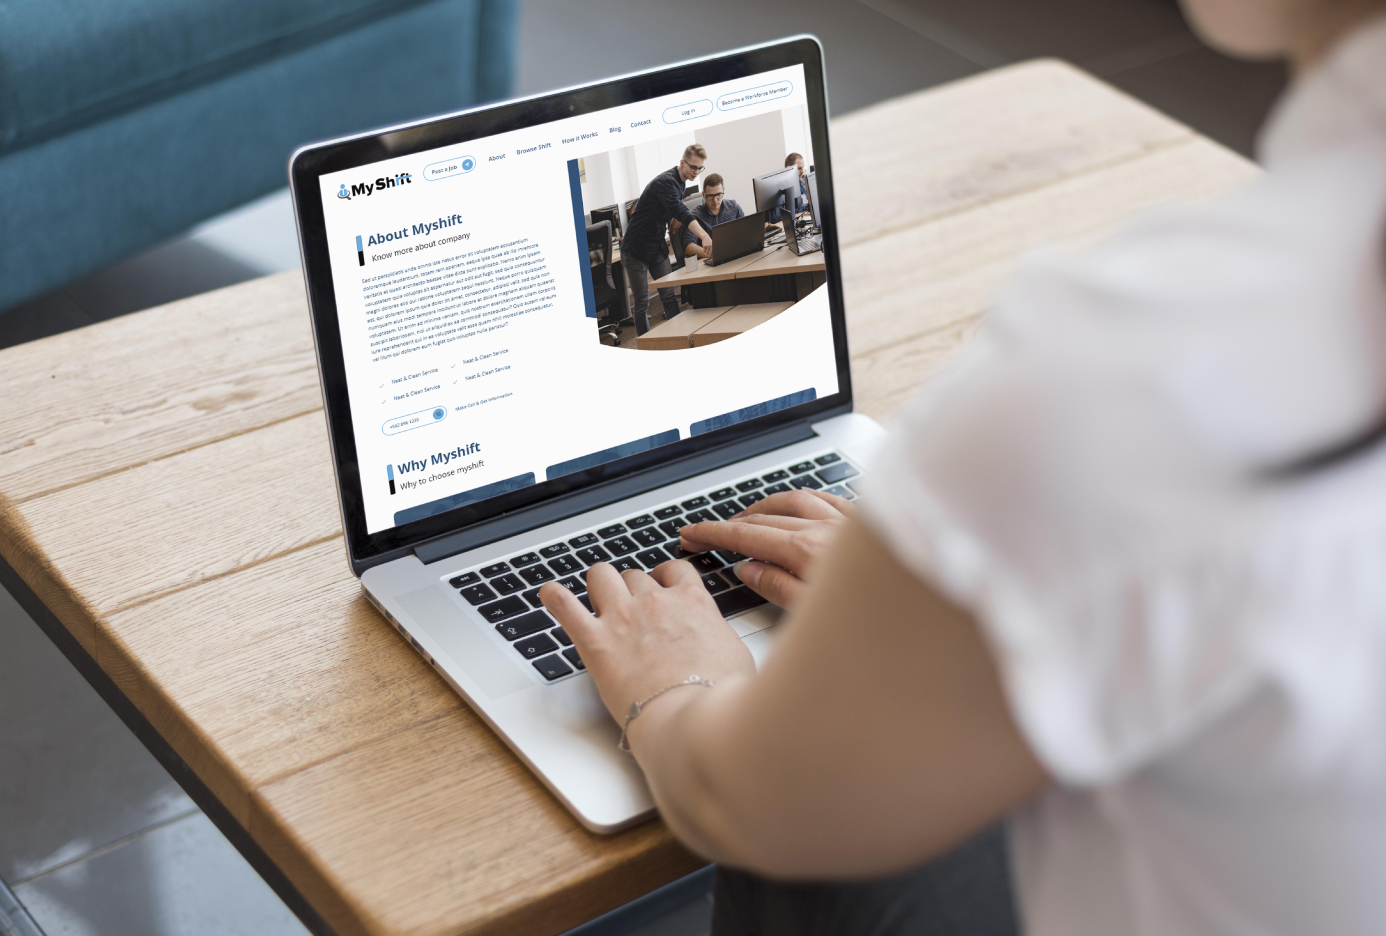 MyShift
Post a Job
About
Browse Shift
How it Works
Blog
Contact
Log in
Become a Workforce Member
About Myshift
Know more about company
Sed ut perspiciatis unde omnis iste natus error sit voluptatem accusantium
doloremque laudantium, totam rem aperiam, eaque ipsa quae ab illo inventore
veritatis et quasi architecto beatae vitae dicta sunt explicabo. Nemo enim ipsam
voluptatem quia voluptas sit aspernatur aut odit aut fugit, sed quia consequuntur
magni dolores eos qui ratione voluptatem sequi nesciunt. Neque porro quisquam
est, qui dolorem ipsum quia dolor sit amet, consectetur, adipisci velit, sed quia non
numquam eius modi tempora incidunt ut labore et dolore magnam aliquam quaerat
voluptatem. Ut enim ad minima veniam, quis nostrum exercitationem ullam corporis
suscipit laboriosam, nisi ut aliquid ex ea commodi consequatur? Quis autem vel eum
iure reprehenderit qui in ea voluptate velit esse quam nihil molestiae consequatur,
vel illum qui dolorem eum fugiat quo voluptas nulla pariatur?
Neat & Clean Service
Neat & Clean Service
Neat & Clean Service
Neat & Clean Service
Make Call & Get Information
Why Myshift
Why to choose myshift